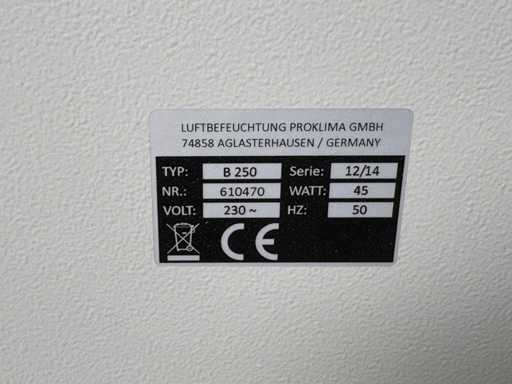 LUFTBEFEUCHTUNG PROKLIMA GMBH
74858 AGLASTERHAUSEN / GERMANY
TYP: B 250 Serie: 12/14
NR.: 610470 WATT: 45
VOLT: 230 ~ HZ: 50
CE